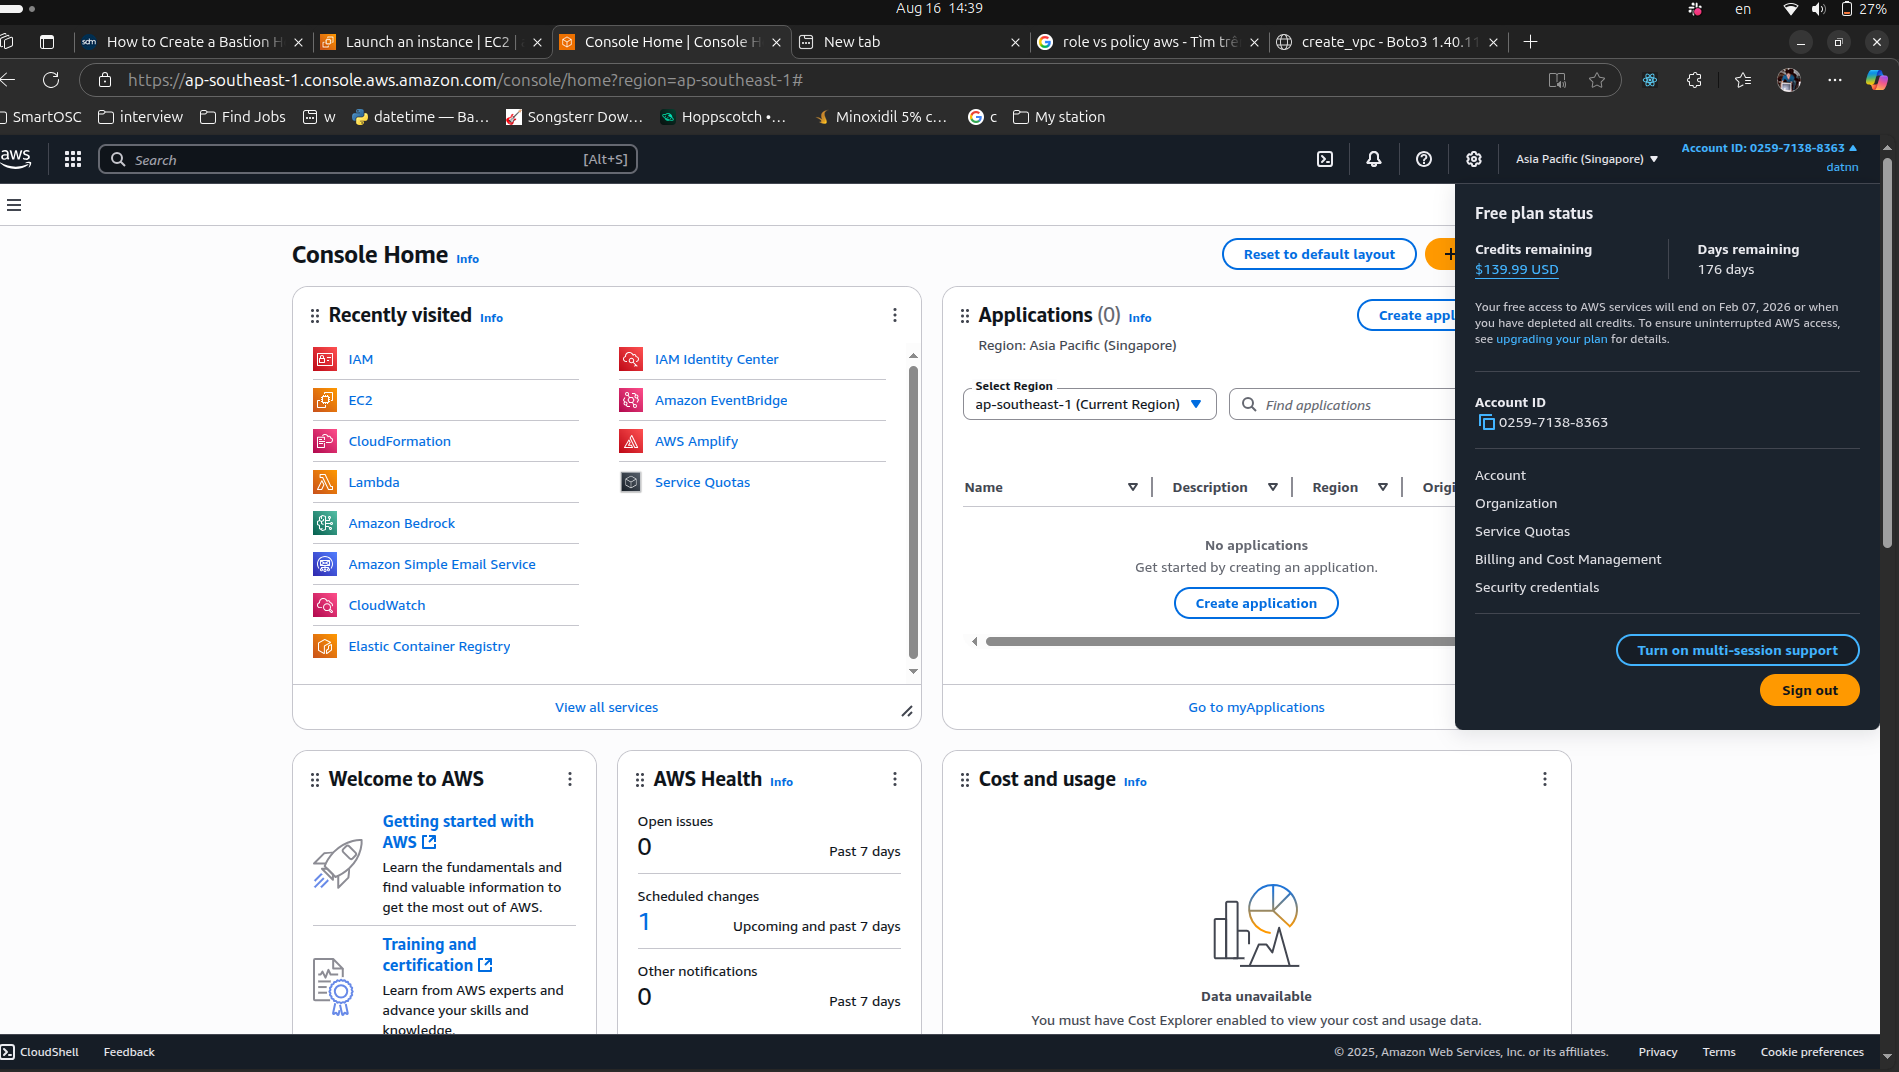 Aug 16 14:39
en
27%
sdm How to Create a Bastion H
Launch an instance | EC2 |
Console Home | Console H
New tab
role vs policy aws - Tìm trê
create_vpc - Boto3 1.40.11
https://ap-southeast-1.console.aws.amazon.com/console/home?region=ap-southeast-1#
SmartOSC
interview
Find Jobs
w
datetime — Ba...
Songsterr Dow...
Hoppscotch •...
Minoxidil 5% c...
c
My station
aws
Search
[Alt+S]
Asia Pacific (Singapore)
Account ID: 0259-7138-8363
datnn
Console Home Info
Reset to default layout
+
Recently visited Info
IAM
EC2
CloudFormation
Lambda
Amazon Bedrock
Amazon Simple Email Service
CloudWatch
Elastic Container Registry
IAM Identity Center
Amazon EventBridge
AWS Amplify
Service Quotas
View all services
Applications (0) Info
Create appl
Region: Asia Pacific (Singapore)
Select Region
ap-southeast-1 (Current Region)
Find applications
Name
Description
Region
Origi
No applications
Get started by creating an application.
Create application
Go to myApplications
Free plan status
Credits remaining
$139.99 USD
Days remaining
176 days
Your free access to AWS services will end on Feb 07, 2026 or when
you have depleted all credits. To ensure uninterrupted AWS access,
see upgrading your plan for details.
Account ID
0259-7138-8363
Account
Organization
Service Quotas
Billing and Cost Management
Security credentials
Turn on multi-session support
Sign out
Welcome to AWS
Getting started with
AWS
Learn the fundamentals and
find valuable information to
get the most out of AWS.
Training and
certification
Learn from AWS experts and
advance your skills and
knowledge.
AWS Health Info
Open issues
0
Past 7 days
Scheduled changes
1
Upcoming and past 7 days
Other notifications
0
Past 7 days
Cost and usage Info
Data unavailable
You must have Cost Explorer enabled to view your cost and usage data.
CloudShell
Feedback
© 2025, Amazon Web Services, Inc. or its affiliates.
Privacy
Terms
Cookie preferences